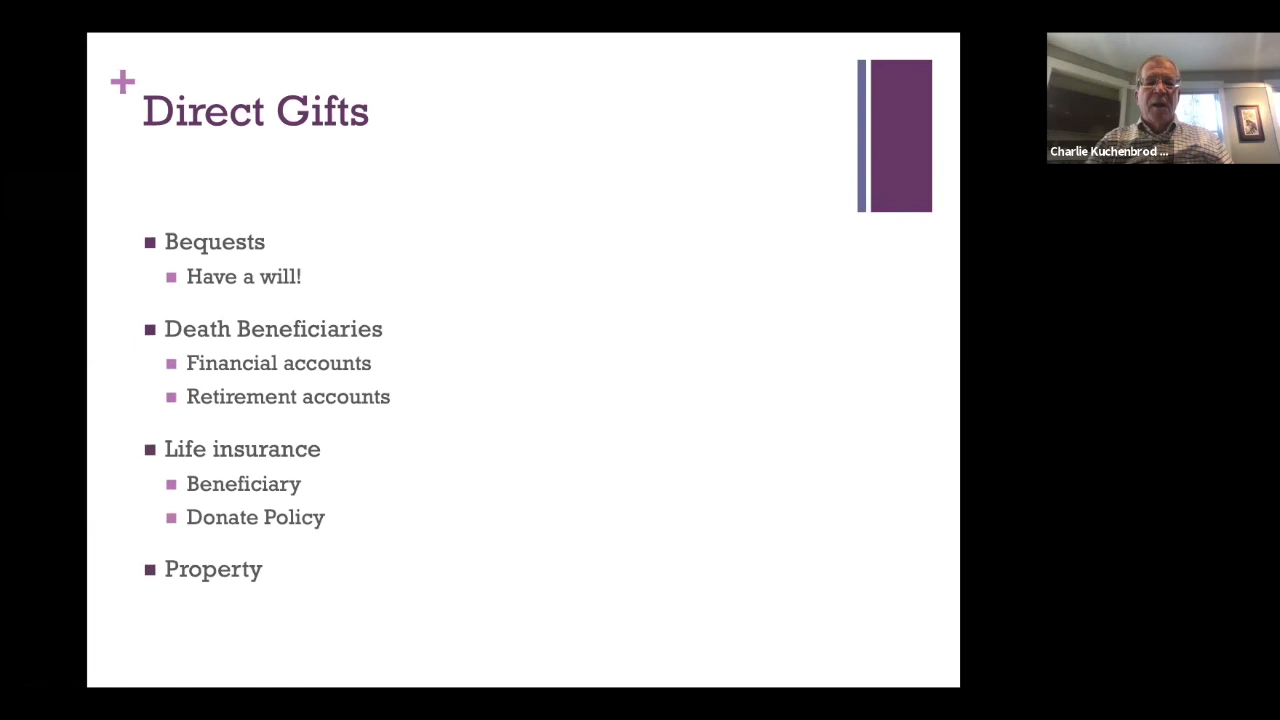 +
Direct Gifts
Bequests
Have a will!
Death Beneficiaries
Financial accounts
Retirement accounts
Life insurance
Beneficiary
Donate Policy
Property
Charlie Kuchenbrod ...